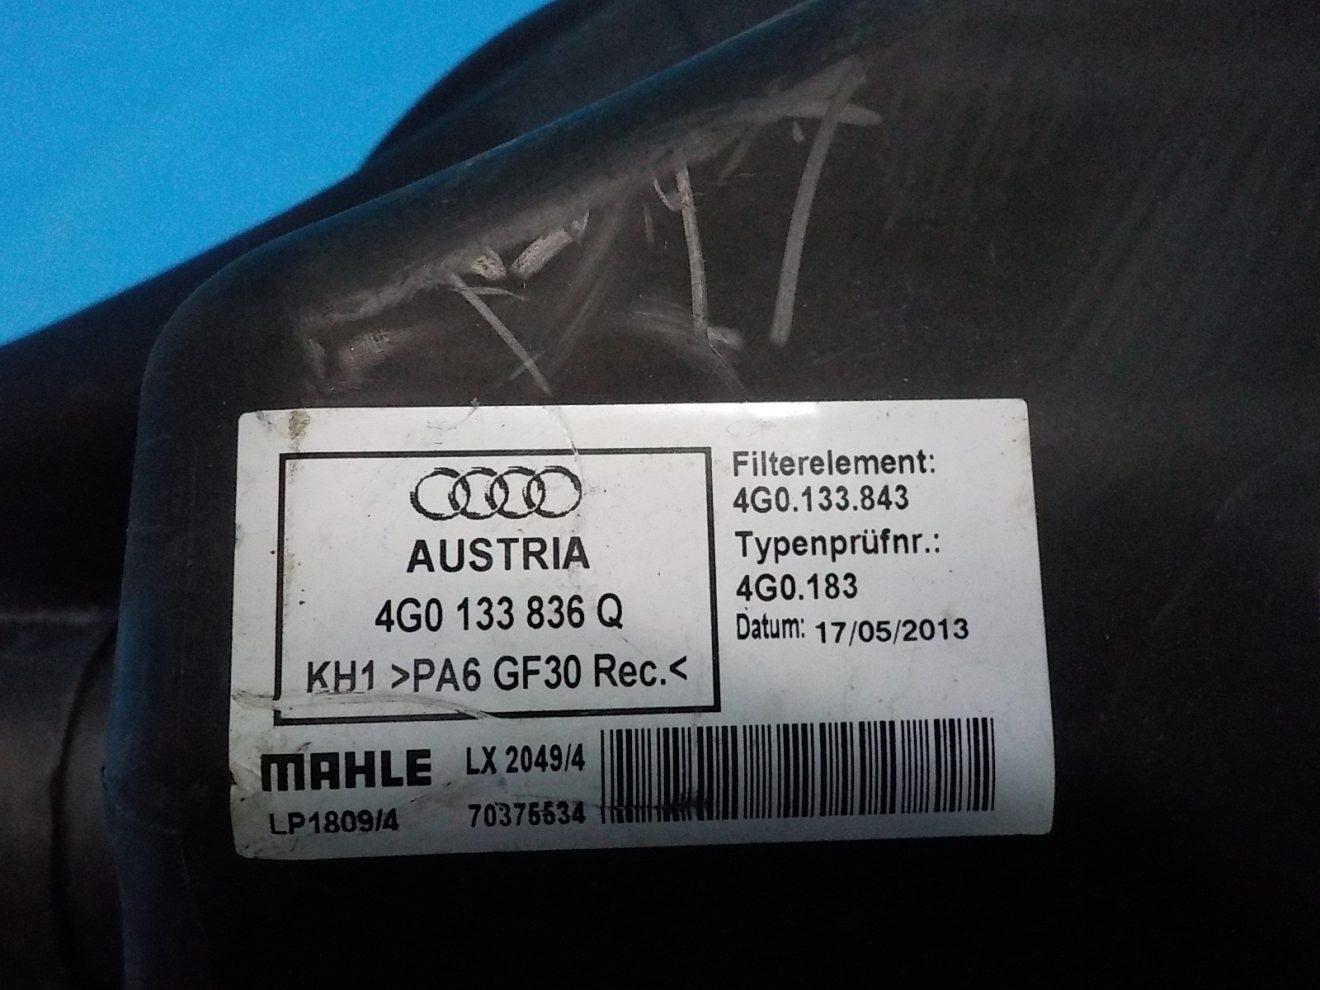 AUSTRIA
4G0 133 836 Q
KH1 >PA6 GF30 Rec.<
Filterelement:
4G0.133.843
Typenprüfnr.:
4G0.183
Datum: 17/05/2013
MAHLE LX 2049/4
LP1809/4